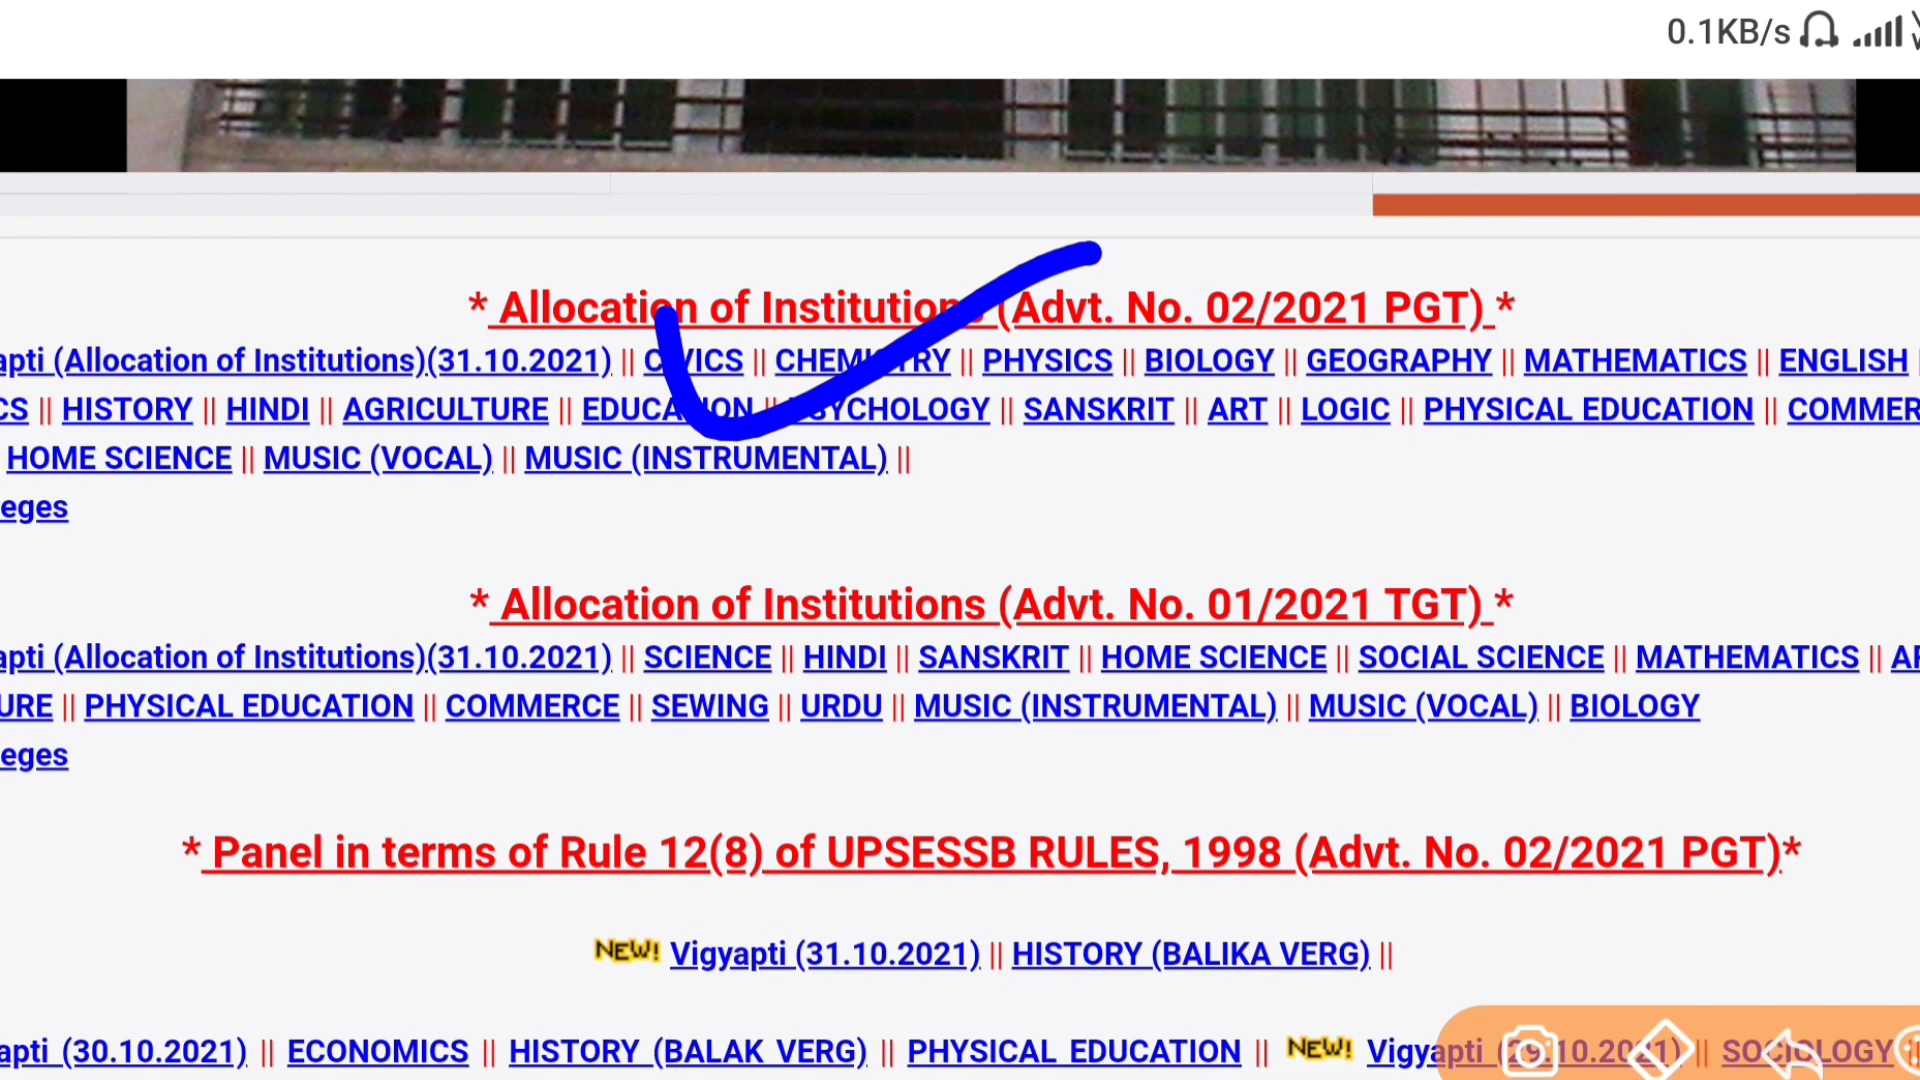 0.1KB/s
* Allocation of Institutions (Advt. No. 02/2021 PGT) *
apti (Allocation of Institutions)(31.10.2021) || CIVICS || CHEMISTRY || PHYSICS || BIOLOGY || GEOGRAPHY || MATHEMATICS || ENGLISH
CS || HISTORY || HINDI || AGRICULTURE || EDUCATION || PSYCHOLOGY || SANSKRIT || ART || LOGIC || PHYSICAL EDUCATION || COMMER
HOME SCIENCE || MUSIC (VOCAL) || MUSIC (INSTRUMENTAL) ||
eges
* Allocation of Institutions (Advt. No. 01/2021 TGT) *
apti (Allocation of Institutions)(31.10.2021) || SCIENCE || HINDI || SANSKRIT || HOME SCIENCE || SOCIAL SCIENCE || MATHEMATICS || AR
URE || PHYSICAL EDUCATION || COMMERCE || SEWING || URDU || MUSIC (INSTRUMENTAL) || MUSIC (VOCAL) || BIOLOGY
eges
* Panel in terms of Rule 12(8) of UPSESSB RULES, 1998 (Advt. No. 02/2021 PGT)*
NEW! Vigyapti (31.10.2021) || HISTORY (BALIKA VERG) ||
apti (30.10.2021) || ECONOMICS || HISTORY (BALAK VERG) || PHYSICAL EDUCATION || NEW! Vigyapti (29.10.2021) || SOCIOLOGY